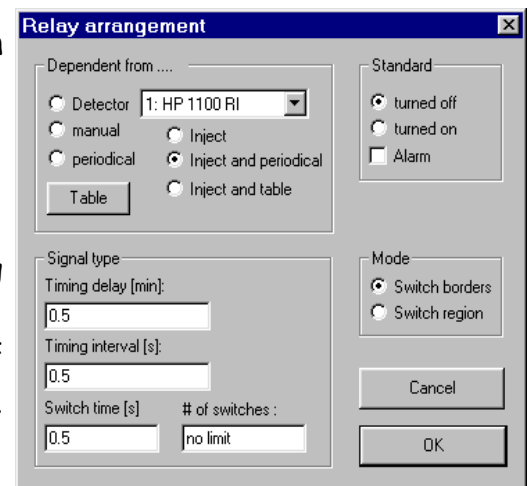 Relay arrangement
Dependent from ....
Detector
1: HP 1100 RI
manual
Inject
periodical
Inject and periodical
Table
Inject and table
Standard
turned off
turned on
Alarm
Signal type
Timing delay [min]:
0.5
Timing interval [s]:
0.5
Switch time [s]
# of switches :
0.5
no limit
Mode
Switch borders
Switch region
Cancel
OK